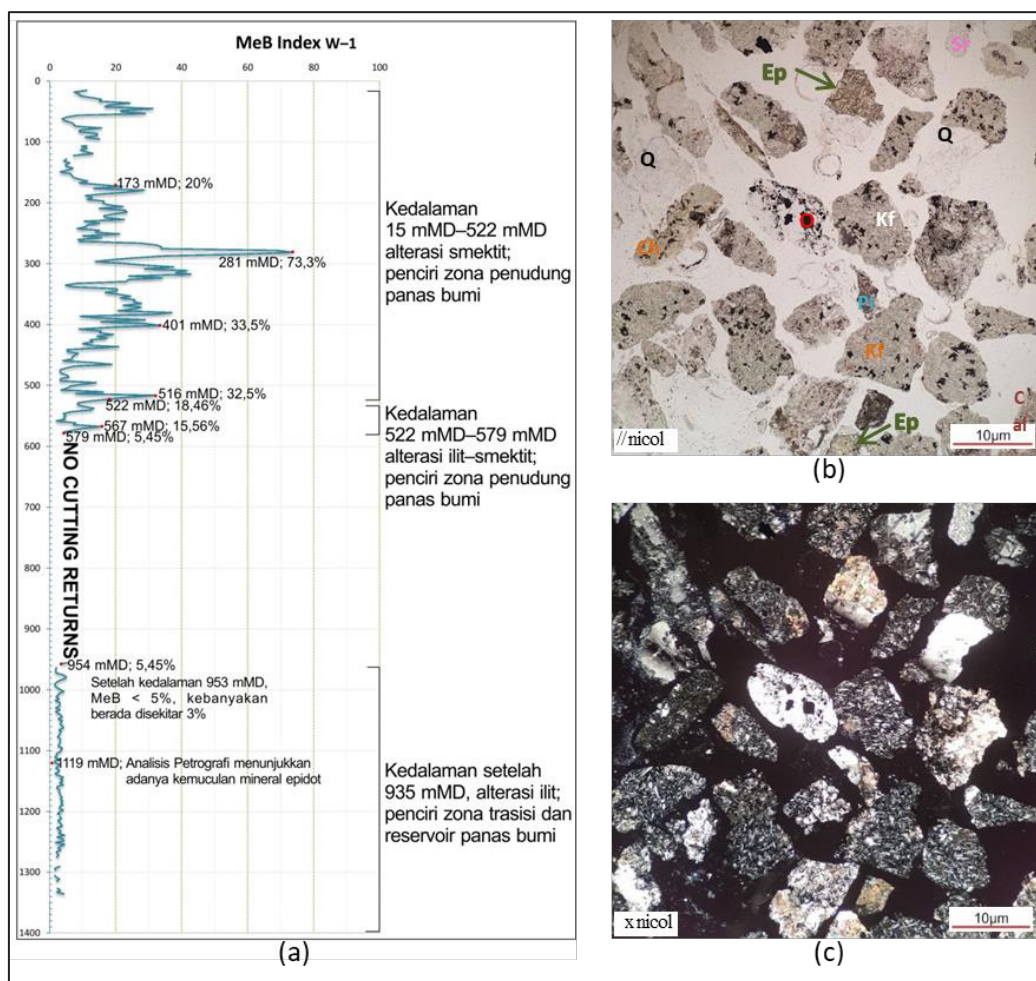 MeB Index W–1
0 20 40 60 80 100
0
100
173 mMD; 20%
200
281 mMD; 73,3%
300
401 mMD; 33,5%
400
500
516 mMD; 32,5%
522 mMD; 18,46%
567 mMD; 15,56%
579 mMD; 5,45%
600
NO CUTTING RETURNS
700
800
900
954 mMD; 5,45%
1000
Setelah kedalaman 953 mMD,
MeB < 5%, kebanyakan
berada disekitar 3%
1100
1119 mMD; Analisis Petrografi menunjukkan
adanya kemuculan mineral epidot
1200
1300
1400
Kedalaman
15 mMD–522 mMD
alterasi smektit;
penciri zona penudung
panas bumi
Kedalaman
522 mMD–579 mMD
alterasi ilit–smektit;
penciri zona penudung
panas bumi
Kedalaman setelah
935 mMD, alterasi ilit;
penciri zona trasisi dan
reservoir panas bumi
(a)
Sr
Ep
Q
Q
O
Kf
Ch
Pl
Kf
C
al
Ep
//nicol
10µm
(b)
x nicol
10µm
(c)